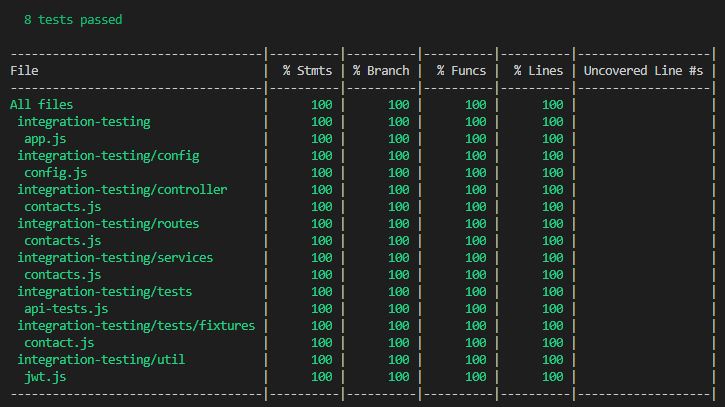 8 tests passed
----------------------------------|----------|----------|----------|----------|-------------------|
File                              |  % Stmts | % Branch |  % Funcs |  % Lines | Uncovered Line #s |
----------------------------------|----------|----------|----------|----------|-------------------|
All files                         |      100 |      100 |      100 |      100 |                   |
 integration-testing              |      100 |      100 |      100 |      100 |                   |
  app.js                          |      100 |      100 |      100 |      100 |                   |
 integration-testing/config       |      100 |      100 |      100 |      100 |                   |
  config.js                       |      100 |      100 |      100 |      100 |                   |
 integration-testing/controller   |      100 |      100 |      100 |      100 |                   |
  contacts.js                     |      100 |      100 |      100 |      100 |                   |
 integration-testing/routes       |      100 |      100 |      100 |      100 |                   |
  contacts.js                     |      100 |      100 |      100 |      100 |                   |
 integration-testing/services     |      100 |      100 |      100 |      100 |                   |
  contacts.js                     |      100 |      100 |      100 |      100 |                   |
 integration-testing/tests        |      100 |      100 |      100 |      100 |                   |
  api-tests.js                    |      100 |      100 |      100 |      100 |                   |
 integration-testing/tests/fixtures |      100 |      100 |      100 |      100 |                   |
  contact.js                      |      100 |      100 |      100 |      100 |                   |
 integration-testing/util         |      100 |      100 |      100 |      100 |                   |
  jwt.js                          |      100 |      100 |      100 |      100 |                   |
----------------------------------|----------|----------|----------|----------|-------------------|